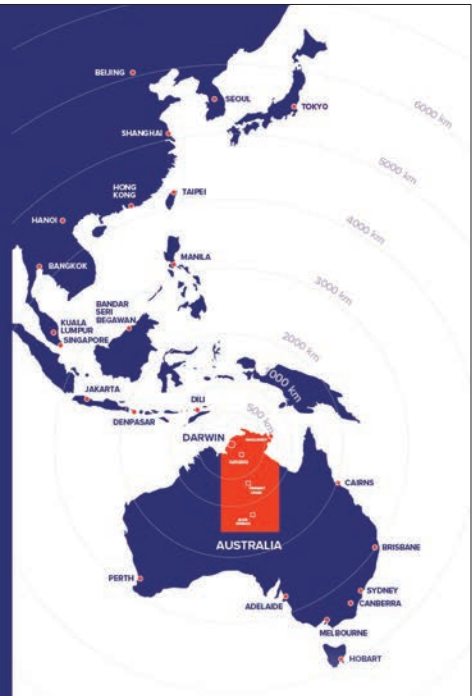 BEIJING
SEOUL
TOKYO
6000 km
SHANGHAI
5000 km
HONG
KONG
TAIPEI
HANOI
4000 km
MANILA
BANGKOK
3000 km
BANDAR
SERI
BEGAWAN
KUALA
LUMPUR
SINGAPORE
2000 km
1000 km
JAKARTA
DILI
500 km
DENPASAR
DARWIN
CAIRNS
AUSTRALIA
BRISBANE
PERTH
SYDNEY
ADELAIDE
CANBERRA
MELBOURNE
HOBART